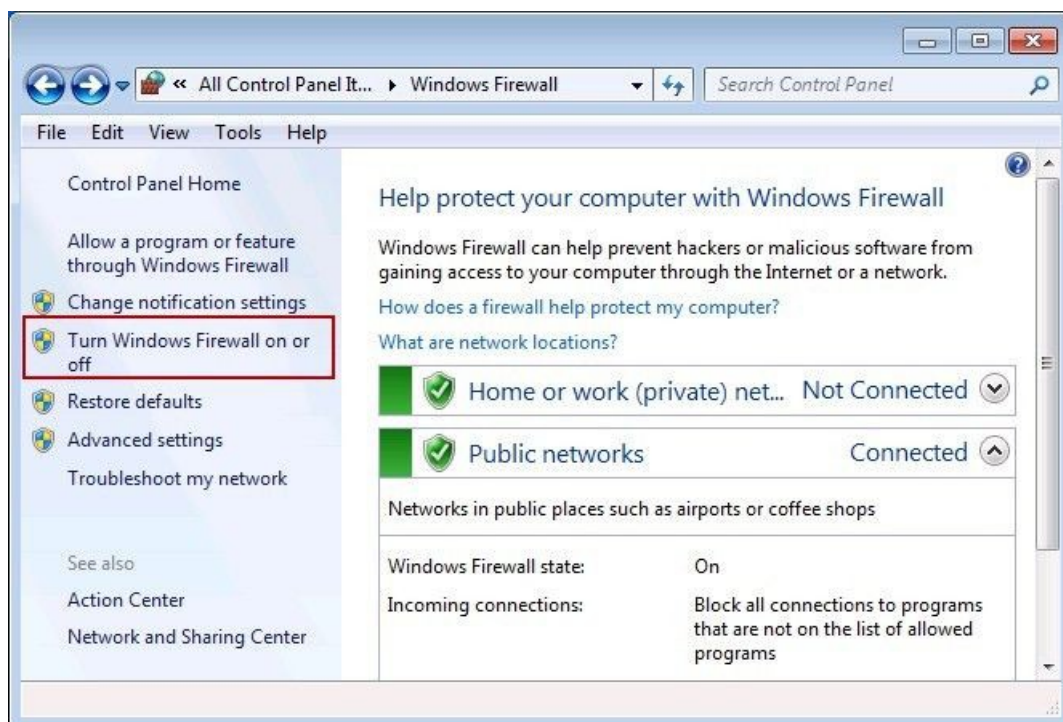 « All Control Panel It... ▸ Windows Firewall
Search Control Panel
File Edit View Tools Help
Control Panel Home
Allow a program or feature
through Windows Firewall
Change notification settings
Turn Windows Firewall on or
off
Restore defaults
Advanced settings
Troubleshoot my network
See also
Action Center
Network and Sharing Center
Help protect your computer with Windows Firewall
Windows Firewall can help prevent hackers or malicious software from
gaining access to your computer through the Internet or a network.
How does a firewall help protect my computer?
What are network locations?
Home or work (private) net... Not Connected
Public networks Connected
Networks in public places such as airports or coffee shops
Windows Firewall state: On
Incoming connections: Block all connections to programs
that are not on the list of allowed
programs